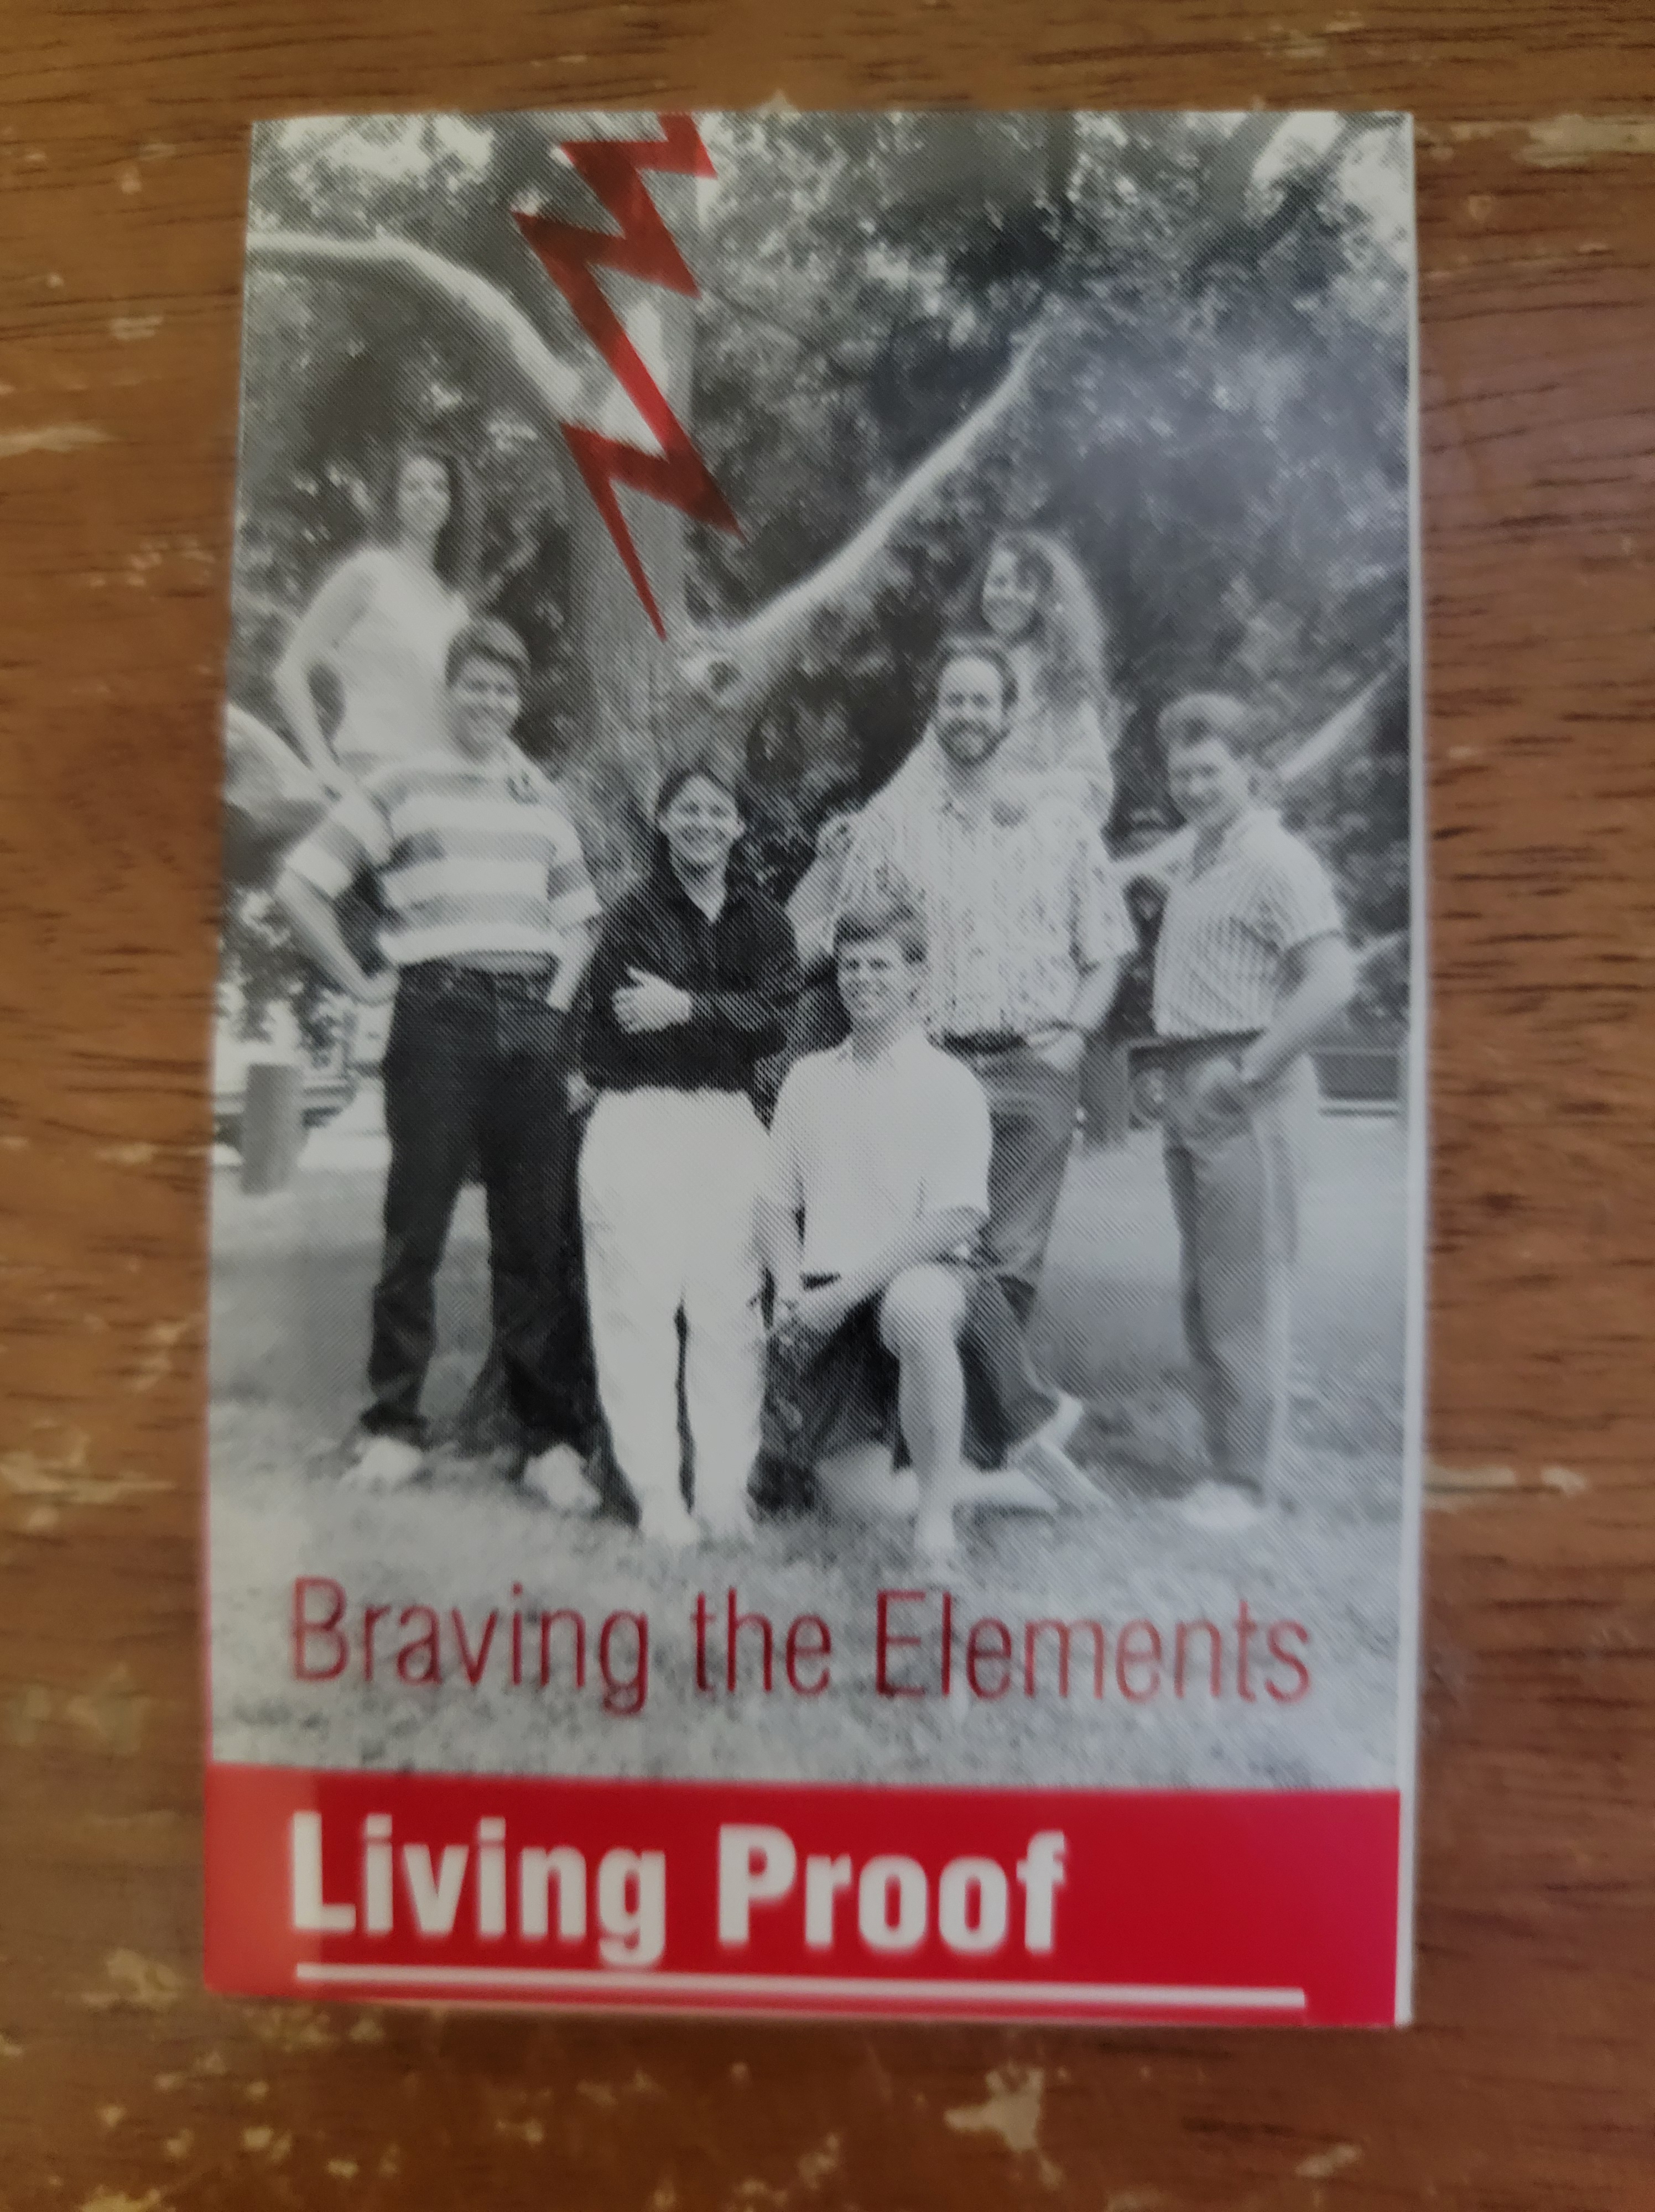 Braving the Elements
Living Proof